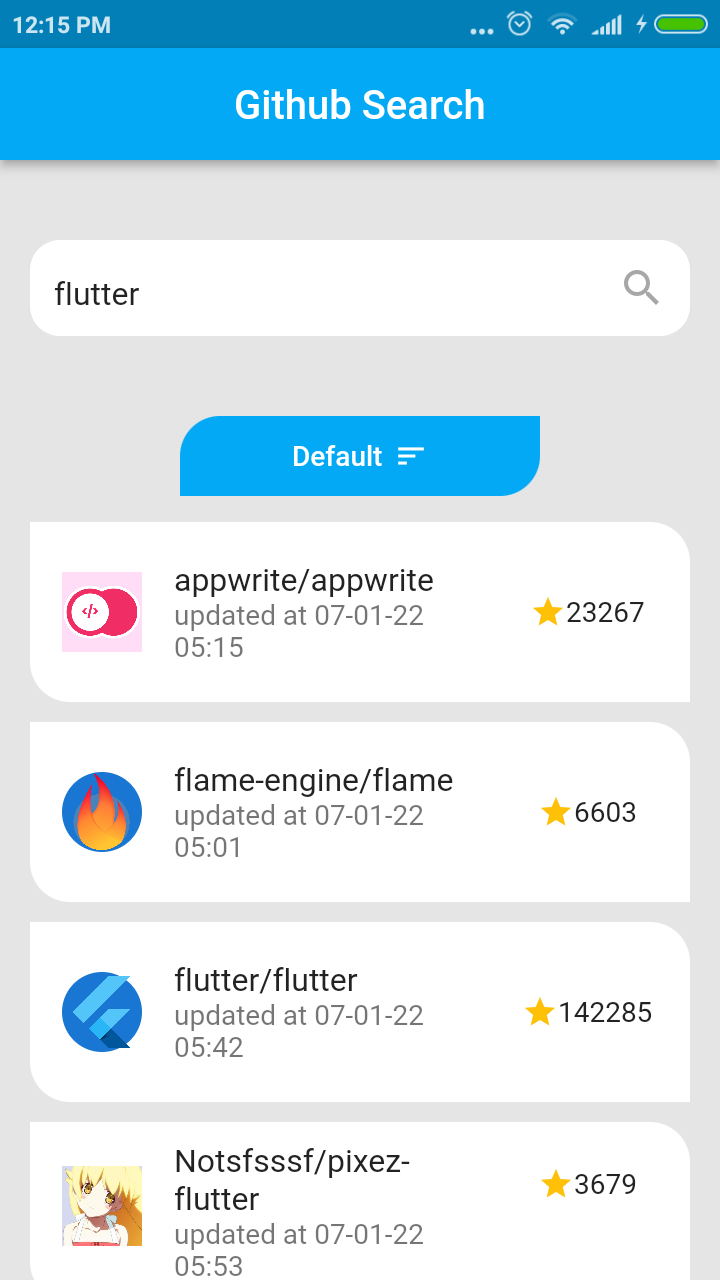 12:15 PM
Github Search
flutter
Default
appwrite/appwrite
updated at 07-01-22
05:15
23267
flame-engine/flame
updated at 07-01-22
05:01
6603
flutter/flutter
updated at 07-01-22
05:42
142285
Notsfsssf/pixez-
flutter
updated at 07-01-22
05:53
3679